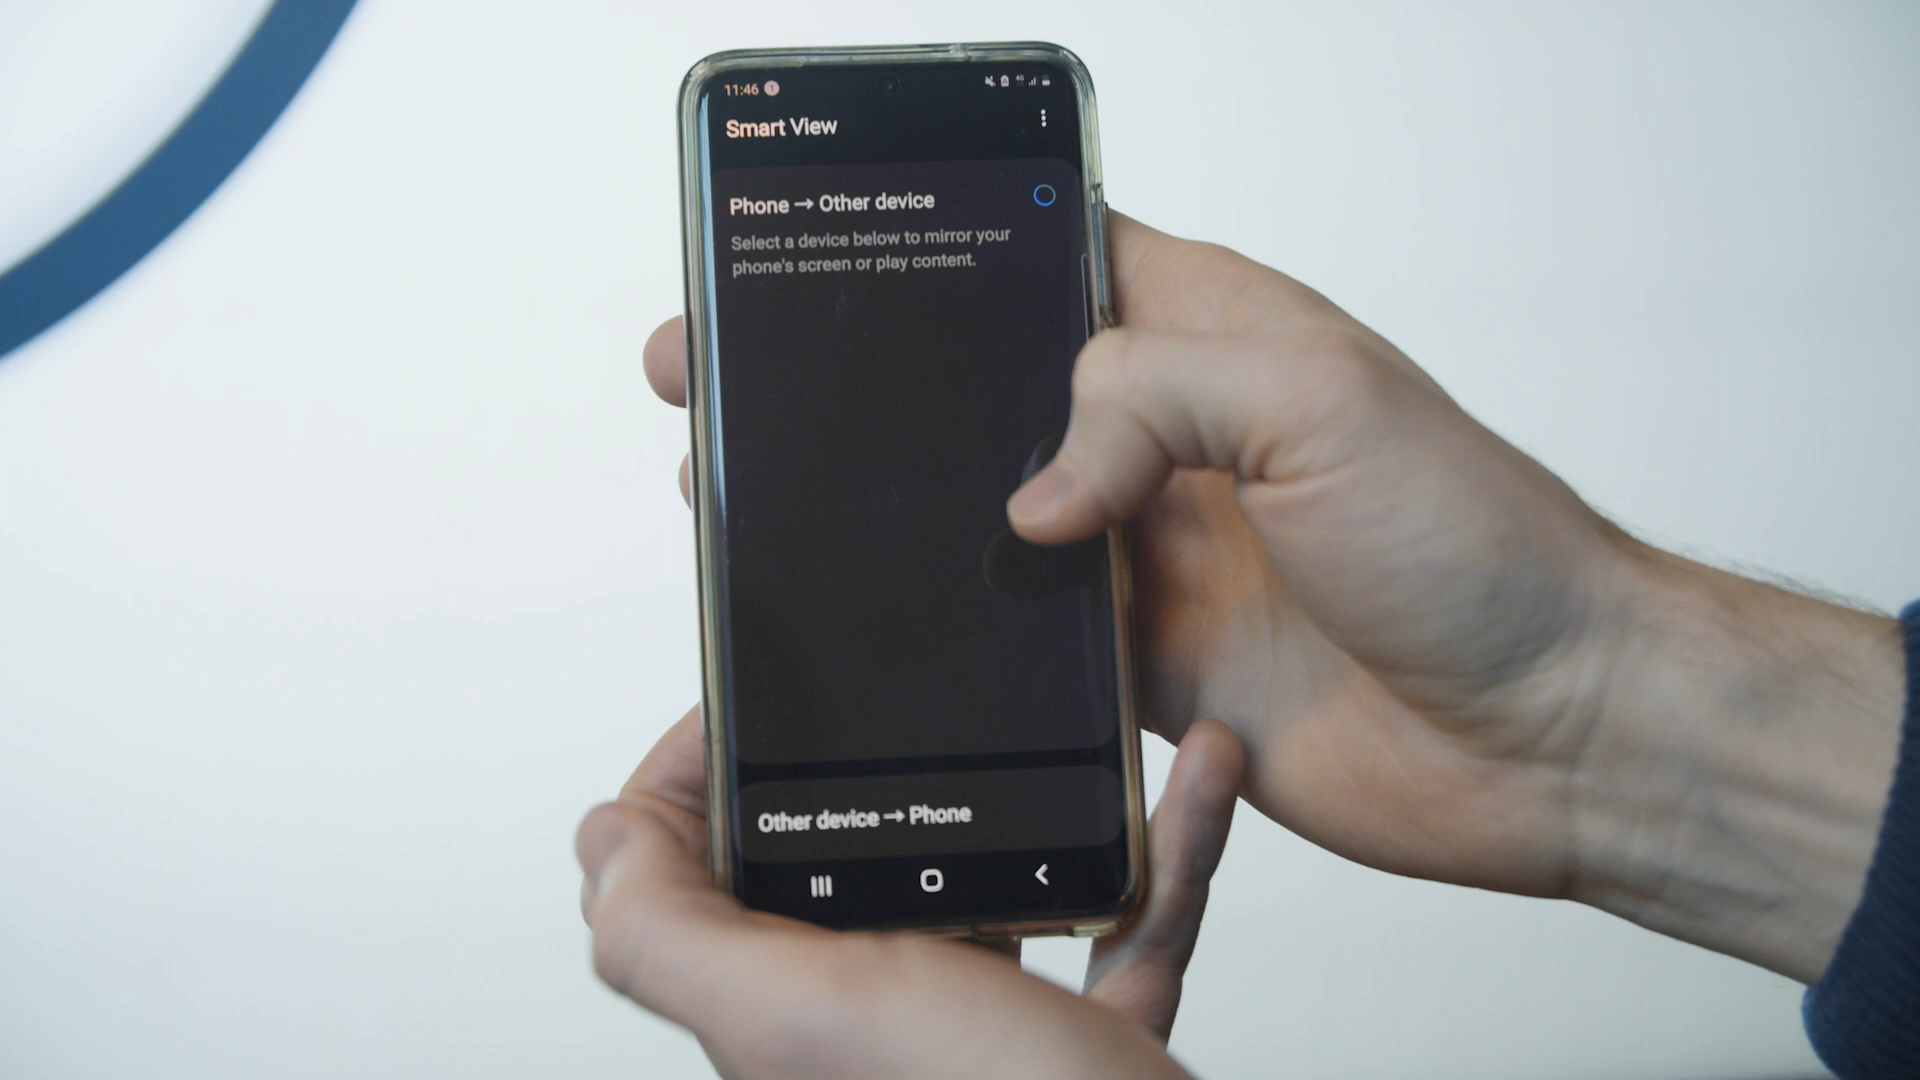 11:46
4G
Smart View
Phone → Other device
Select a device below to mirror your
phone's screen or play content.
Other device → Phone